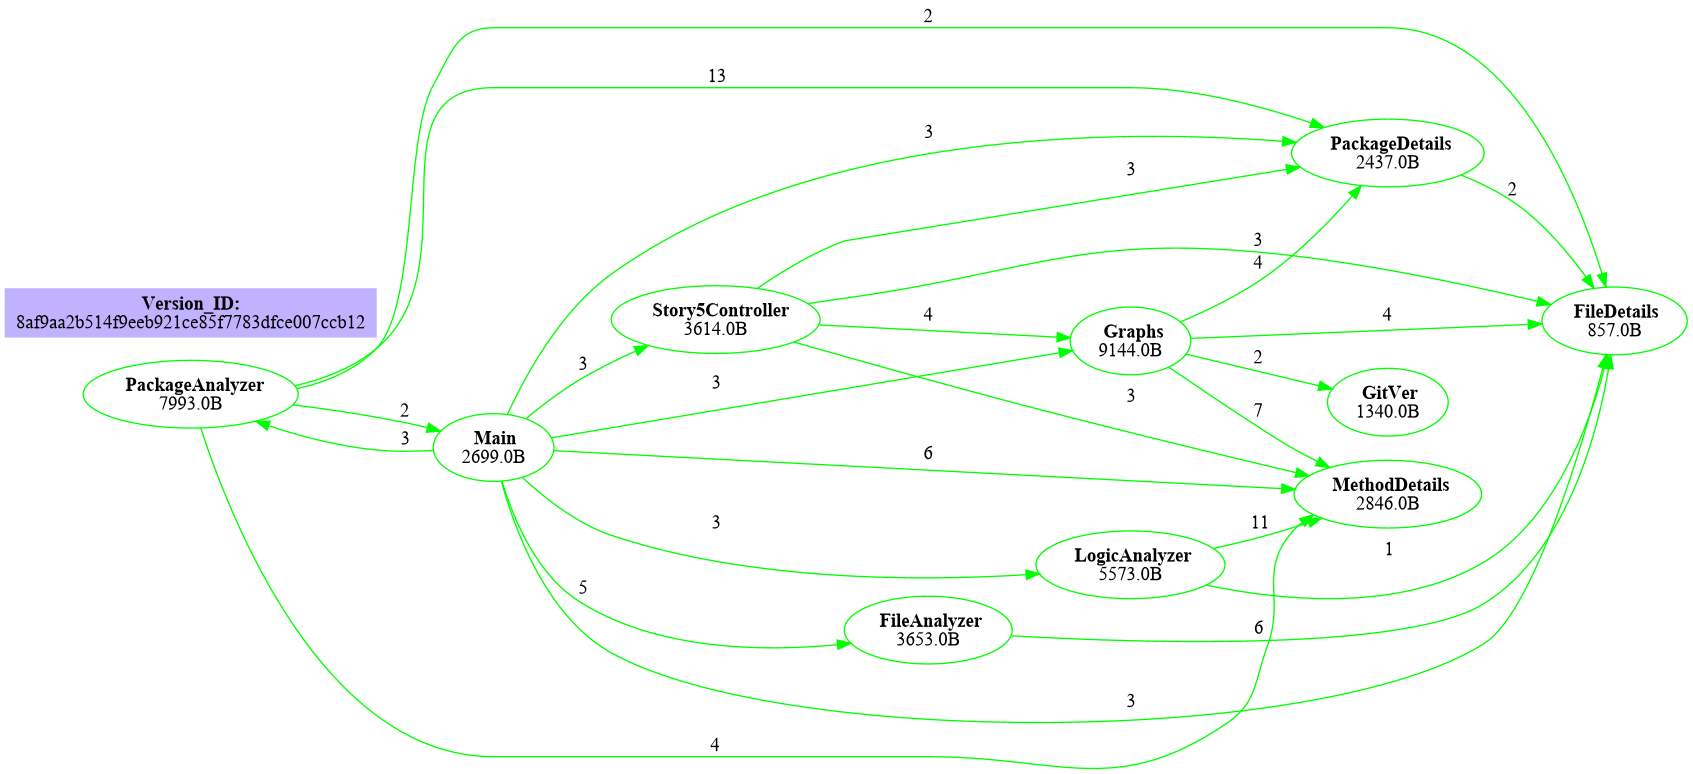 2
13
3
PackageDetails
2437.0B
3
2
3
4
Version_ID:
8af9aa2b514f9eeb921ce85f7783dfce007ccb12
Story5Controller
3614.0B
4
Graphs
9144.0B
4
FileDetails
857.0B
PackageAnalyzer
7993.0B
3
3
2
GitVer
1340.0B
2
3
3
7
Main
2699.0B
6
MethodDetails
2846.0B
3
11
LogicAnalyzer
5573.0B
1
5
FileAnalyzer
3653.0B
6
3
4